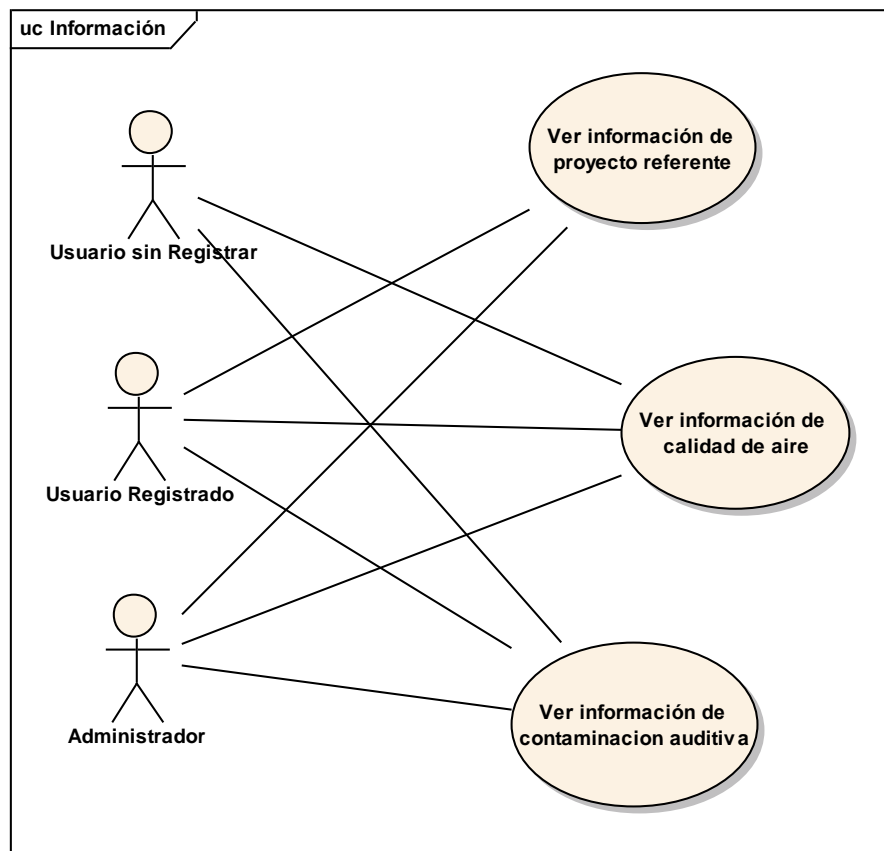 uc Información
Ver información de
proyecto referente
Usuario sin Registrar
Ver información de
calidad de aire
Usuario Registrado
Ver información de
contaminacion auditiva
Administrador